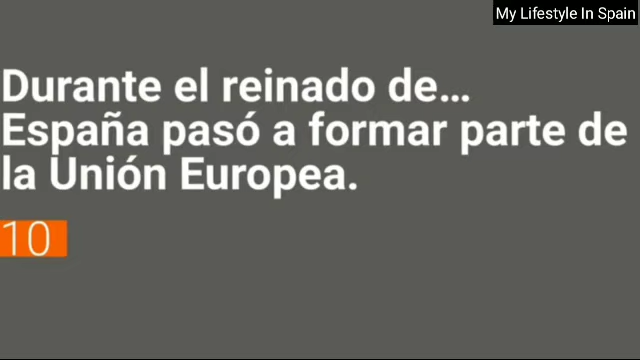 My Lifestyle In Spain
Durante el reinado de...
España pasó a formar parte de
la Unión Europea.
10